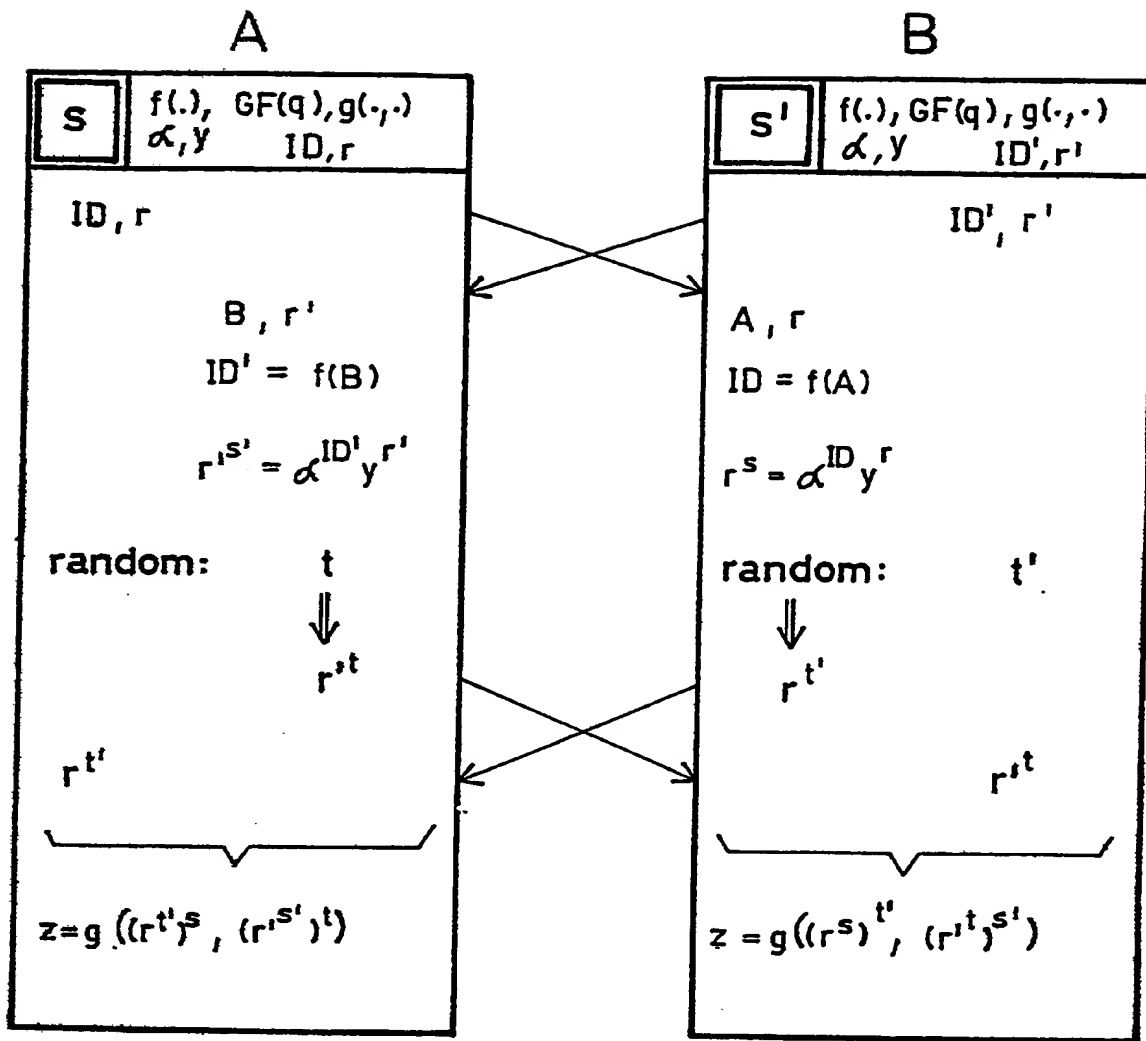 A
s
f(.), GF(q), g(.,.)
α, y ID, r
ID, r
B, r'
ID' = f(B)
r'^s' = α^ID' y^r'
random: t
⇓
r'^t
r^t'
z=g((r^t')^s, (r'^s')^t)
B
s'
f(.), GF(q), g(.,.)
α, y ID', r'
ID', r'
A, r
ID = f(A)
r^s = α^ID y^r
random: t'
⇓
r^t'
r'^t
z = g((r^s)^t', (r'^t)^s')